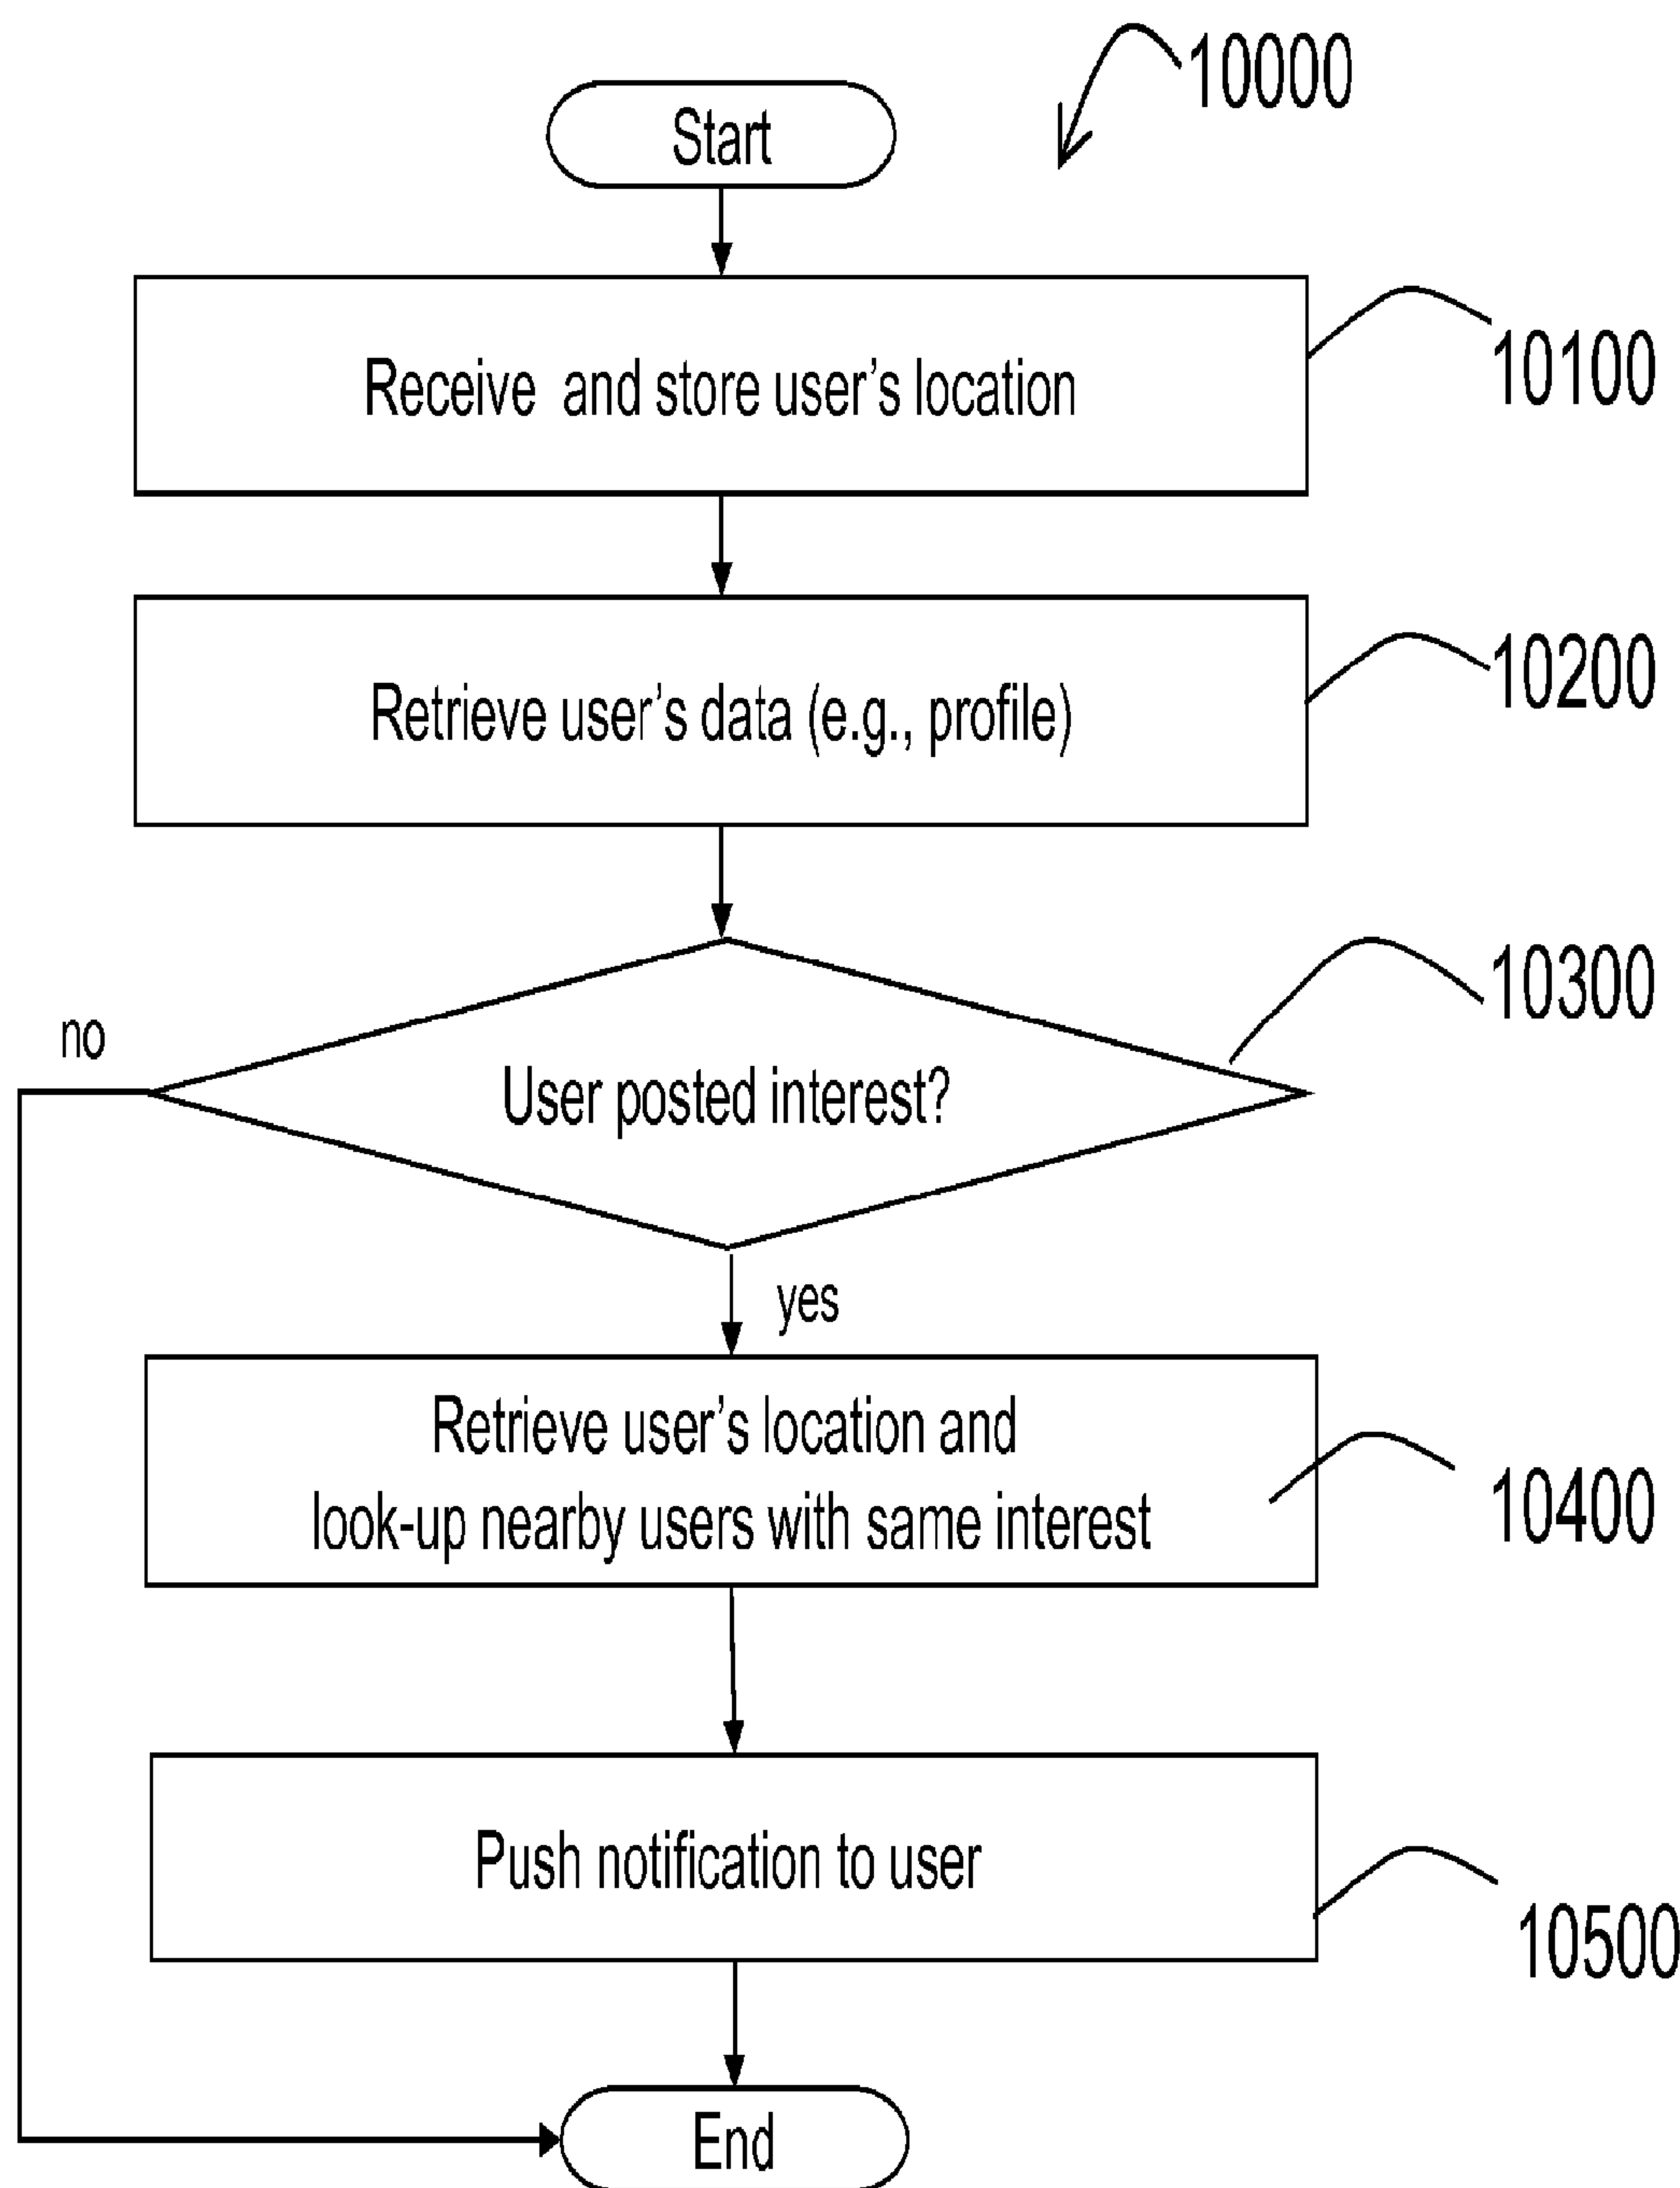 10000
Start
Receive and store user's location
10100
Retrieve user's data (e.g., profile)
10200
User posted interest?
10300
no
yes
Retrieve user's location and
look-up nearby users with same interest
10400
Push notification to user
10500
End